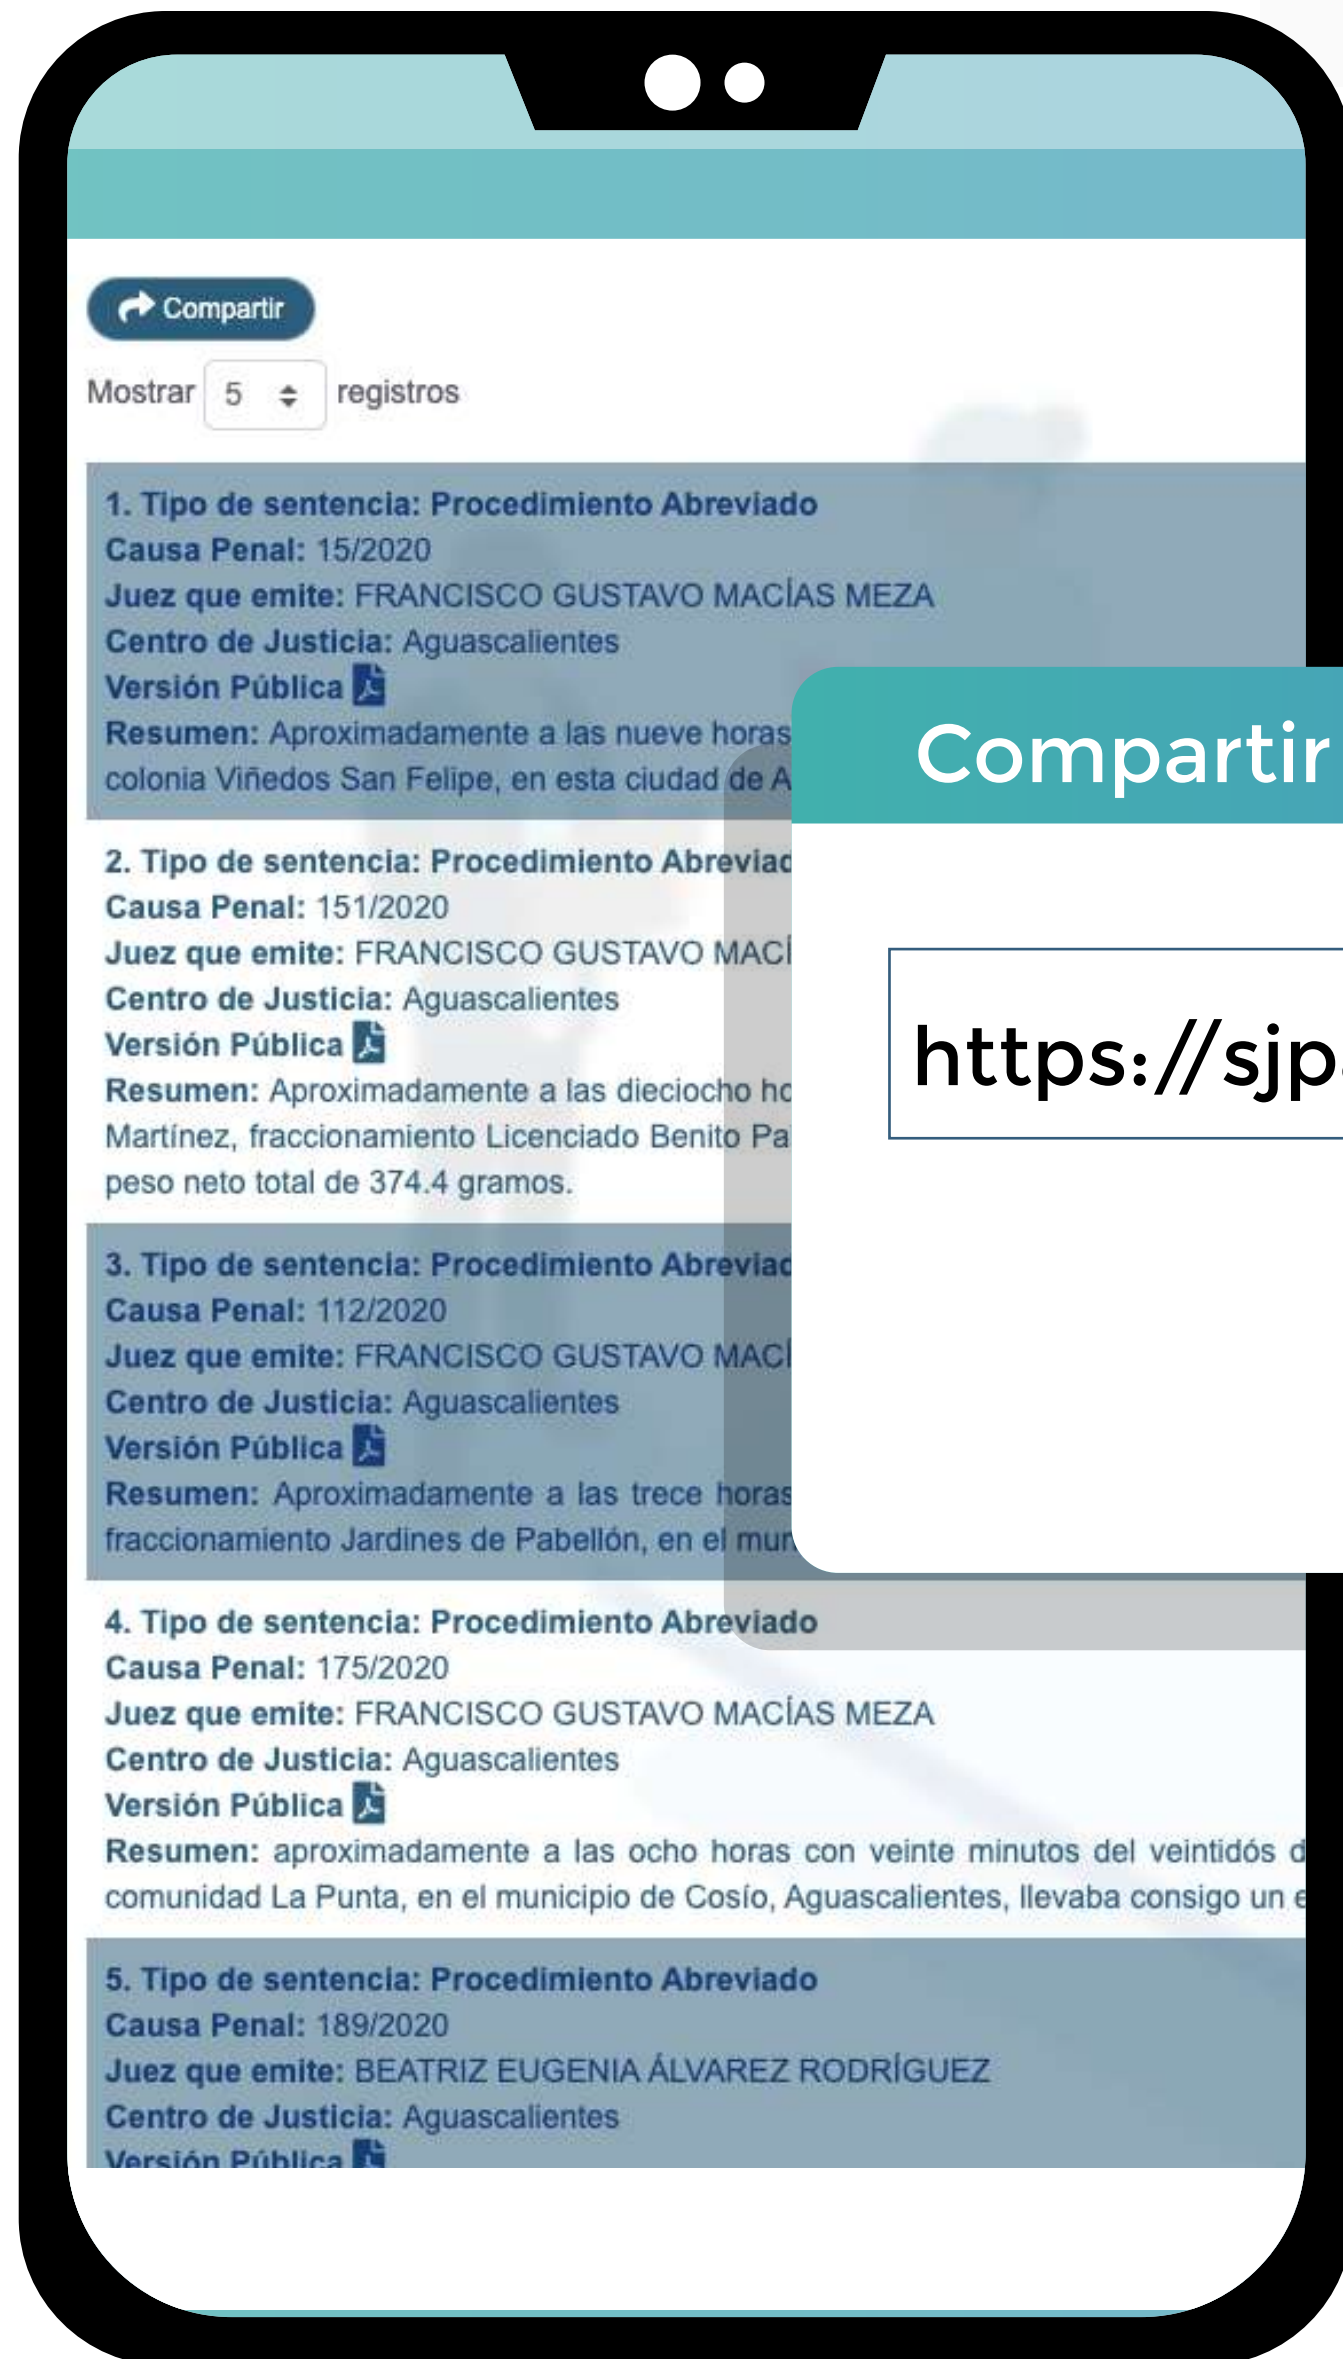 Compartir
Mostrar 5 registros
1. Tipo de sentencia: Procedimiento Abreviado
Causa Penal: 15/2020
Juez que emite: FRANCISCO GUSTAVO MACÍAS MEZA
Centro de Justicia: Aguascalientes
Versión Pública
Resumen: Aproximadamente a las nueve horas
colonia Viñedos San Felipe, en esta ciudad de A
2. Tipo de sentencia: Procedimiento Abreviad
Causa Penal: 151/2020
Juez que emite: FRANCISCO GUSTAVO MACÍ
Centro de Justicia: Aguascalientes
Versión Pública
Resumen: Aproximadamente a las dieciocho ho
Martínez, fraccionamiento Licenciado Benito Pa
peso neto total de 374.4 gramos.
3. Tipo de sentencia: Procedimiento Abreviad
Causa Penal: 112/2020
Juez que emite: FRANCISCO GUSTAVO MACÍ
Centro de Justicia: Aguascalientes
Versión Pública
Resumen: Aproximadamente a las trece horas
fraccionamiento Jardines de Pabellón, en el mun
4. Tipo de sentencia: Procedimiento Abreviado
Causa Penal: 175/2020
Juez que emite: FRANCISCO GUSTAVO MACÍAS MEZA
Centro de Justicia: Aguascalientes
Versión Pública
Resumen: aproximadamente a las ocho horas con veinte minutos del veintidós d
comunidad La Punta, en el municipio de Cosío, Aguascalientes, llevaba consigo un e
5. Tipo de sentencia: Procedimiento Abreviado
Causa Penal: 189/2020
Juez que emite: BEATRIZ EUGENIA ÁLVAREZ RODRÍGUEZ
Centro de Justicia: Aguascalientes
Versión Pública
Compartir
https://sjp